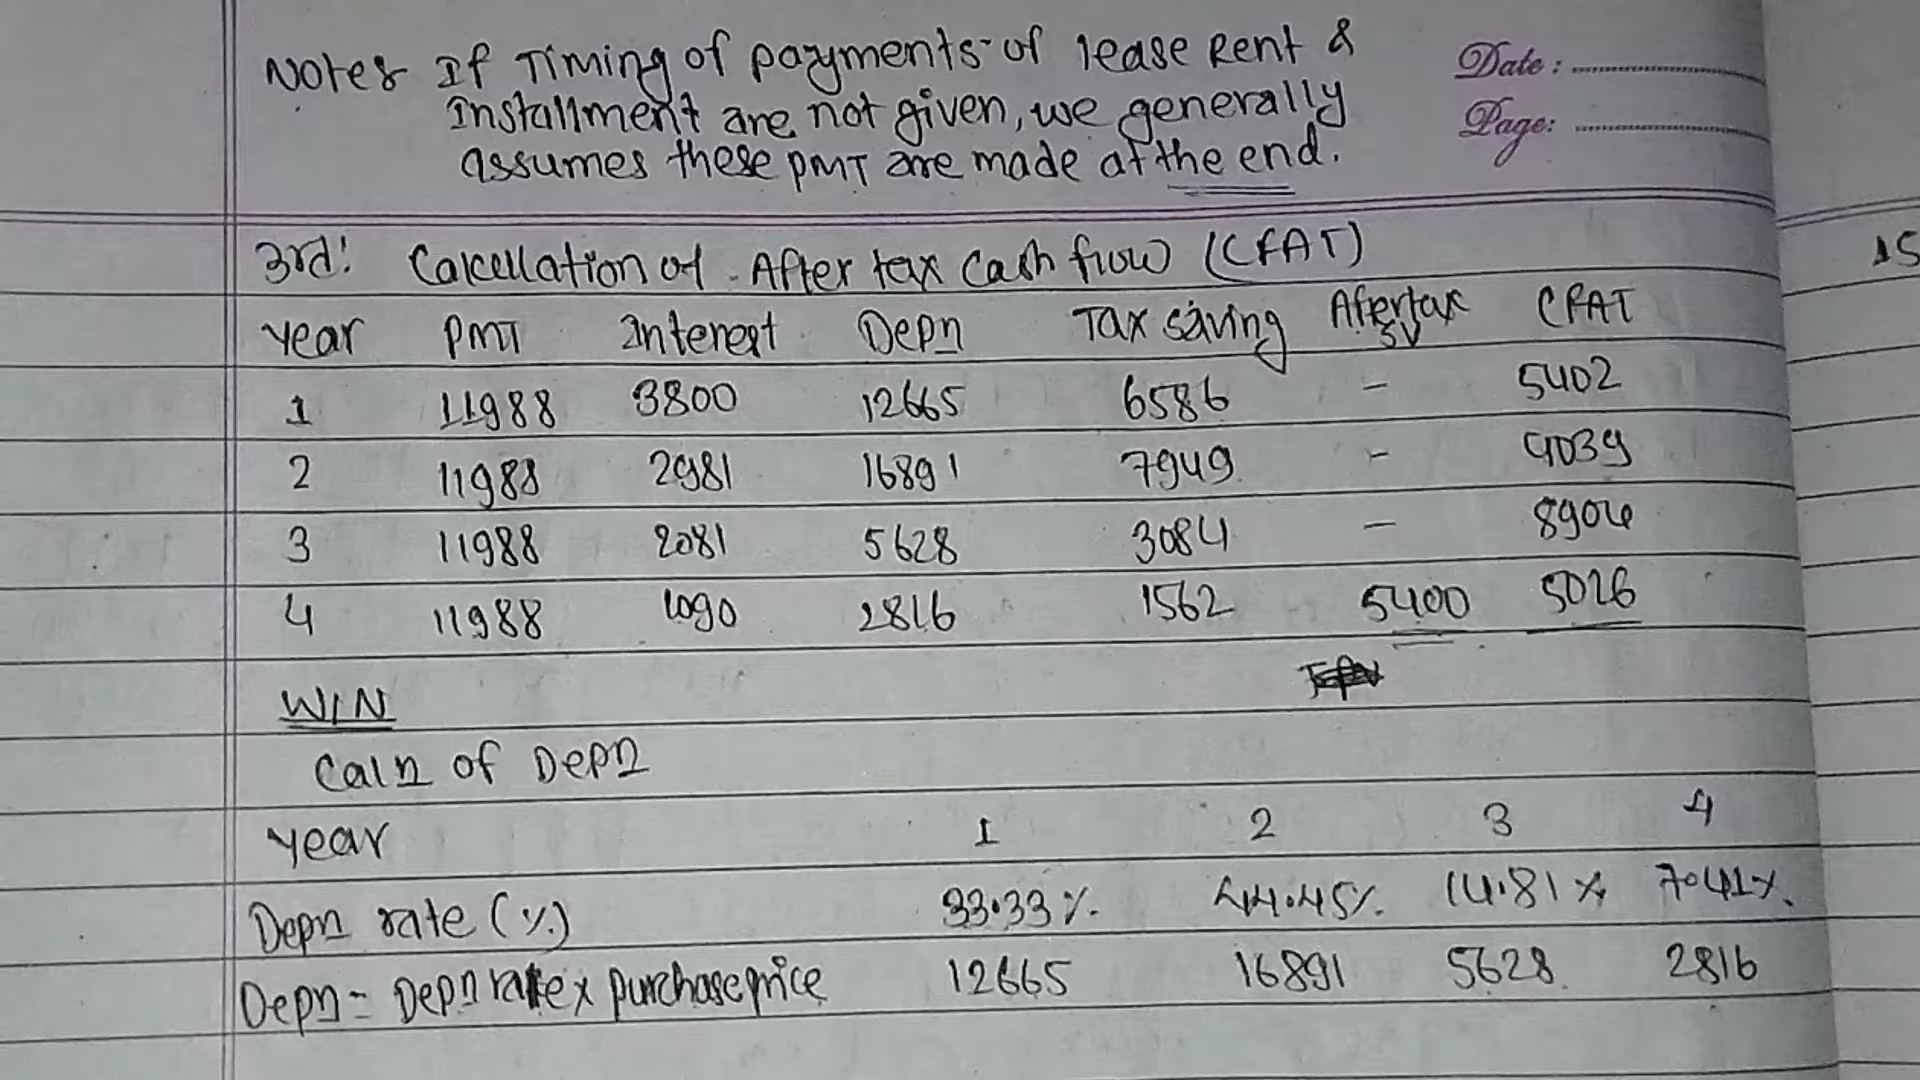 Notes If Timing of payments of lease Rent &
Installment are not given, we generally
assumes these PMT are made at the end.
Date :
Page:
3rd: Calculation of After tax Cash flow (CFAT)
15
year PMT Interest Depn Tax saving Afertax SV CFAT
1 11988 3800 12665 6586 - 5402
2 11988 2981 16891 7949 - 4039
3 11988 2081 5628 3084 - 8904
4 11988 1090 2816 1562 5400 5026
W/N
Caln of Depn
year 1 2 3 4
Depn rate (%) 33.33% 44.45% 14.81% 7.41%
Depn = Depn rate x purchase price 12665 16891 5628 2816